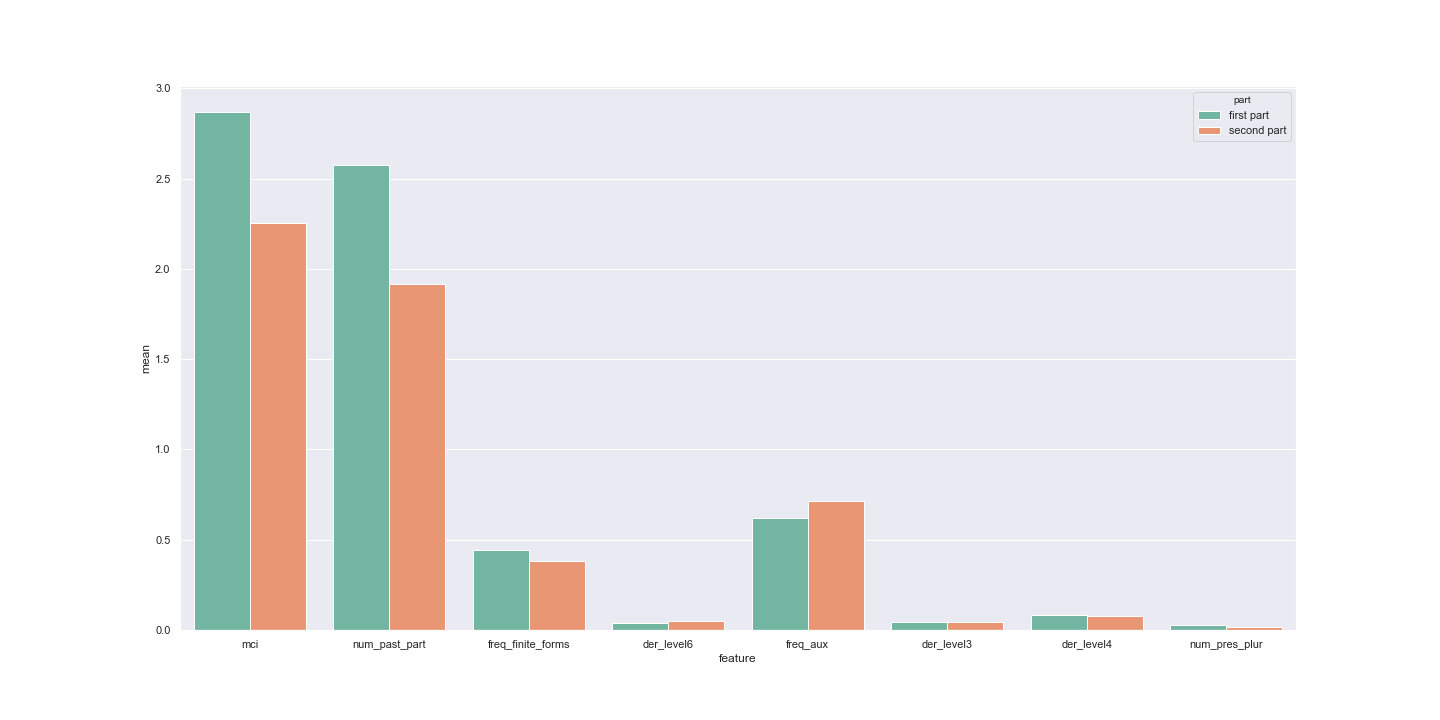 3.0
2.5
2.0
1.5
1.0
0.5
0.0
mean
part
first part
second part
mci num_past_part freq_finite_forms der_level6 freq_aux der_level3 der_level4 num_pres_plur
feature